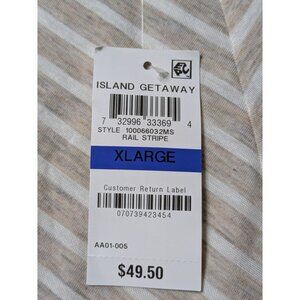 ISLAND GETAWAY
7 32996 33369 4
STYLE 100066032MS
RAIL STRIPE
XLARGE
Customer Return Label
070739423454
AA01-005
$49.50